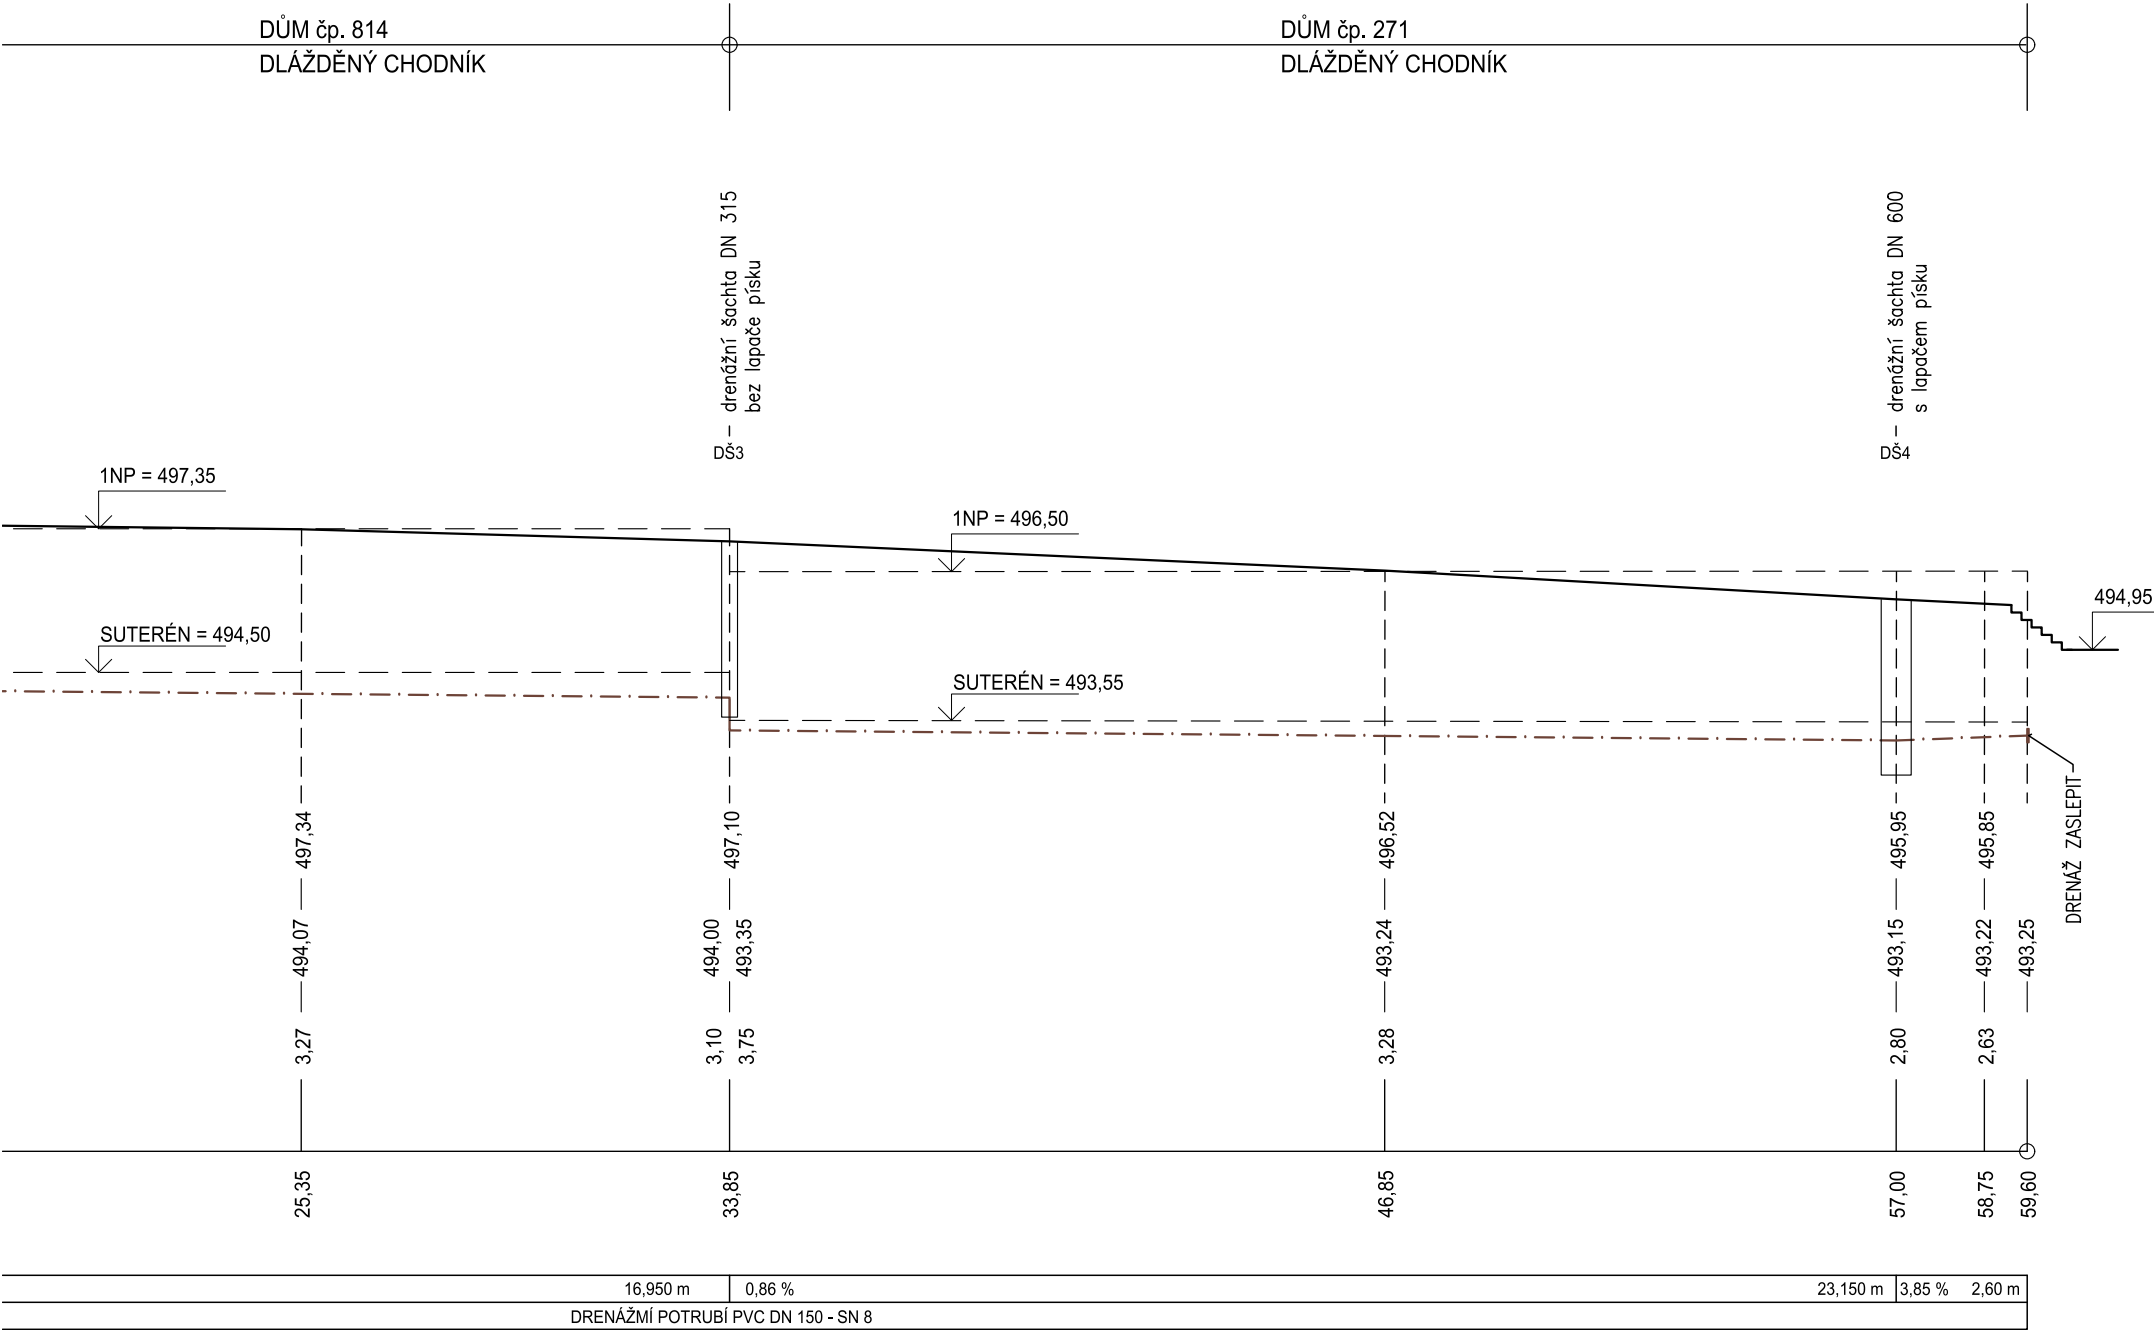 DŮM čp. 814
DLÁŽDĚNÝ CHODNÍK
DŮM čp. 271
DLÁŽDĚNÝ CHODNÍK
drenážní šachta DN 315
bez lapače písku
DŠ3
drenážní šachta DN 600
s lapačem písku
DŠ4
1NP = 497,35
1NP = 496,50
494,95
SUTERÉN = 494,50
SUTERÉN = 493,55
DRENÁŽ ZASLEPIT
497,34
497,10
496,52
495,95
495,85
494,07
494,00
493,35
493,24
493,15
493,22
493,25
3,27
3,10
3,75
3,28
2,80
2,63
25,35
33,85
46,85
57,00
58,75
59,60
16,950 m
0,86 %
23,150 m
3,85 %
2,60 m
DRENÁŽMÍ POTRUBÍ PVC DN 150 - SN 8